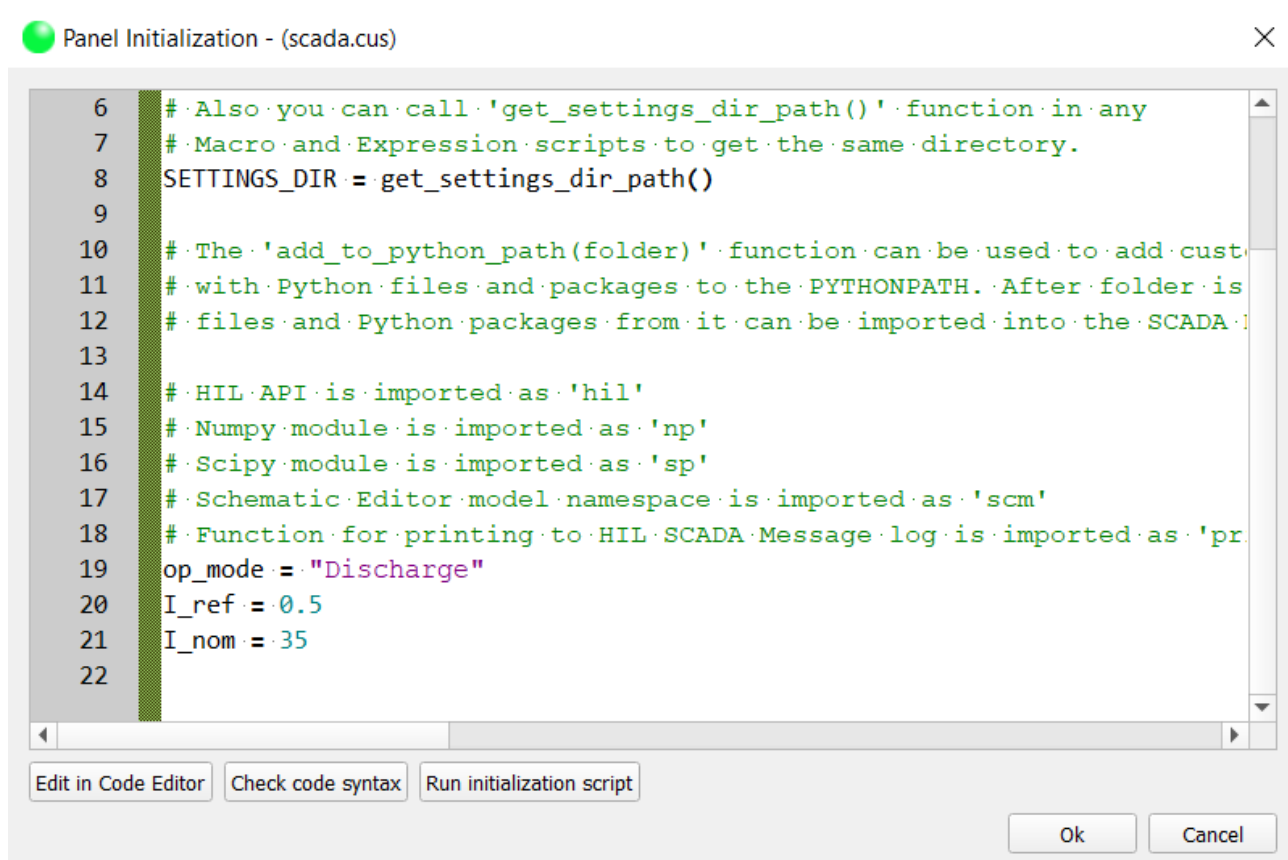 Panel Initialization - (scada.cus)
6 # Also you can call 'get_settings_dir_path()' function in any
7 # Macro and Expression scripts to get the same directory.
8 SETTINGS_DIR = get_settings_dir_path()
9
10 # The 'add_to_python_path(folder)' function can be used to add
11 # with Python files and packages to the PYTHONPATH. After folder is
12 # files and Python packages from it can be imported into the SCADA
13
14 # HIL API is imported as 'hil'
15 # Numpy module is imported as 'np'
16 # Scipy module is imported as 'sp'
17 # Schematic Editor model namespace is imported as 'scm'
18 # Function for printing to HIL SCADA Message log is imported as 'pr
19 op_mode = "Discharge"
20 I_ref = 0.5
21 I_nom = 35
22
Edit in Code Editor Check code syntax Run initialization script
Ok Cancel